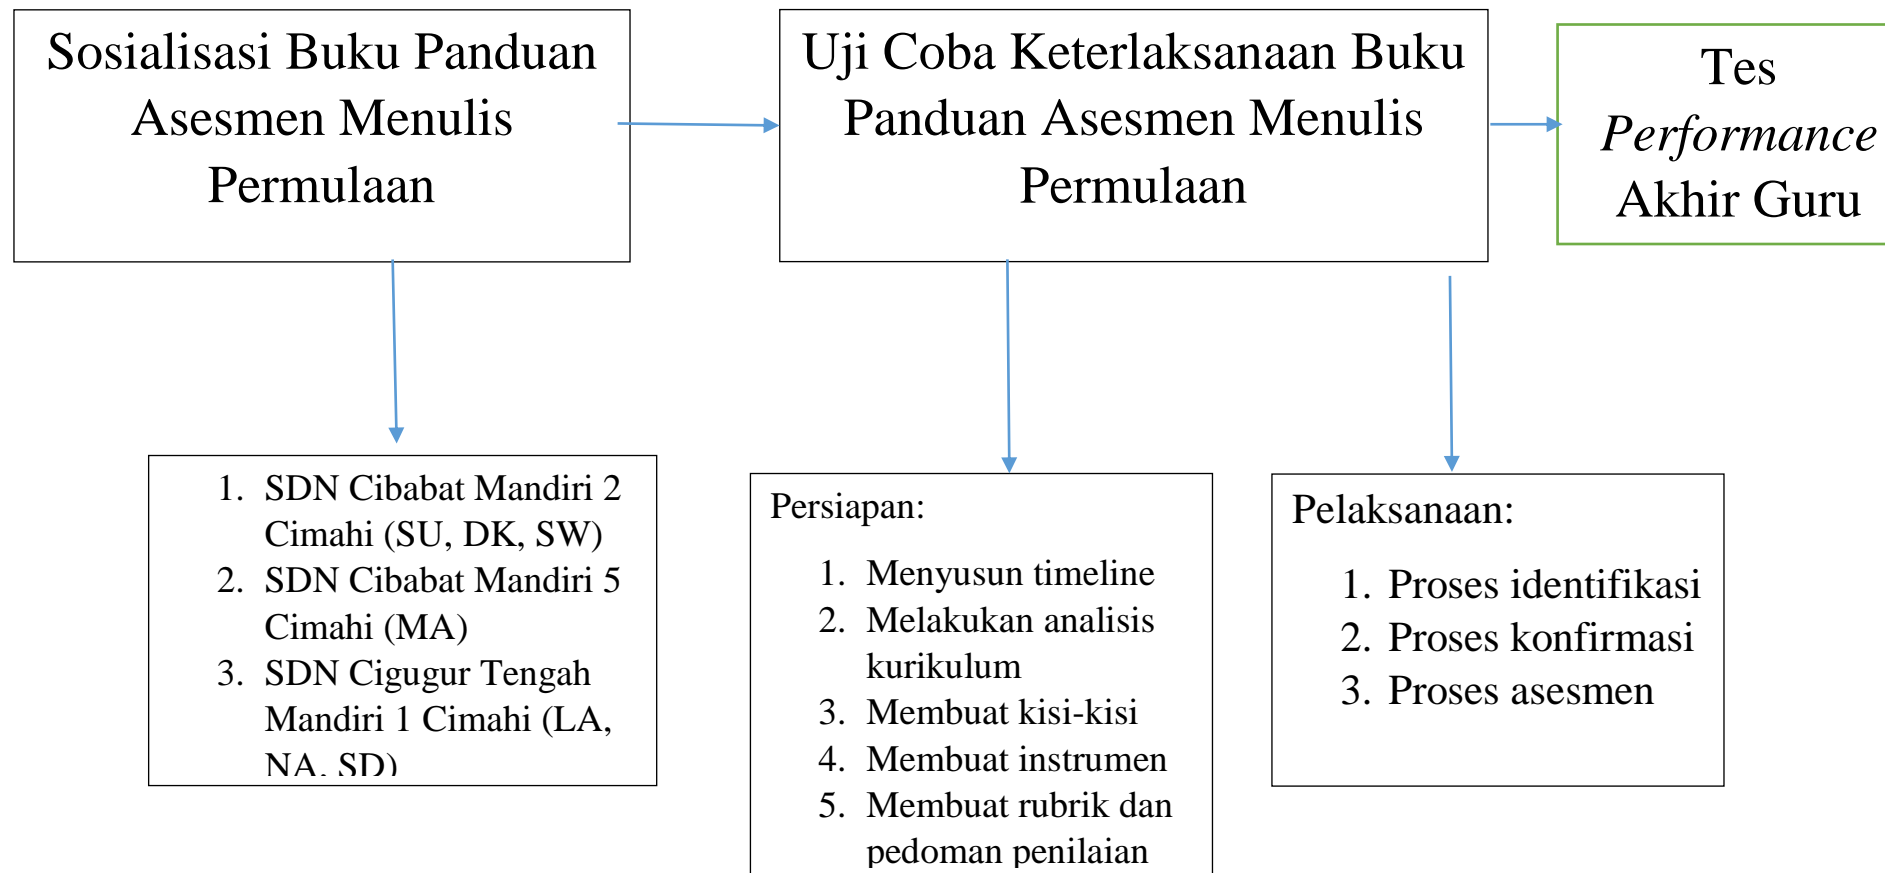 Sosialisasi Buku Panduan
Asesmen Menulis
Permulaan
Uji Coba Keterlaksanaan Buku
Panduan Asesmen Menulis
Permulaan
Tes
Performance
Akhir Guru
1. SDN Cibabat Mandiri 2
Cimahi (SU, DK, SW)
2. SDN Cibabat Mandiri 5
Cimahi (MA)
3. SDN Cigugur Tengah
Mandiri 1 Cimahi (LA,
NA, SD)
Persiapan:
1. Menyusun timeline
2. Melakukan analisis
kurikulum
3. Membuat kisi-kisi
4. Membuat instrumen
5. Membuat rubrik dan
pedoman penilaian
Pelaksanaan:
1. Proses identifikasi
2. Proses konfirmasi
3. Proses asesmen